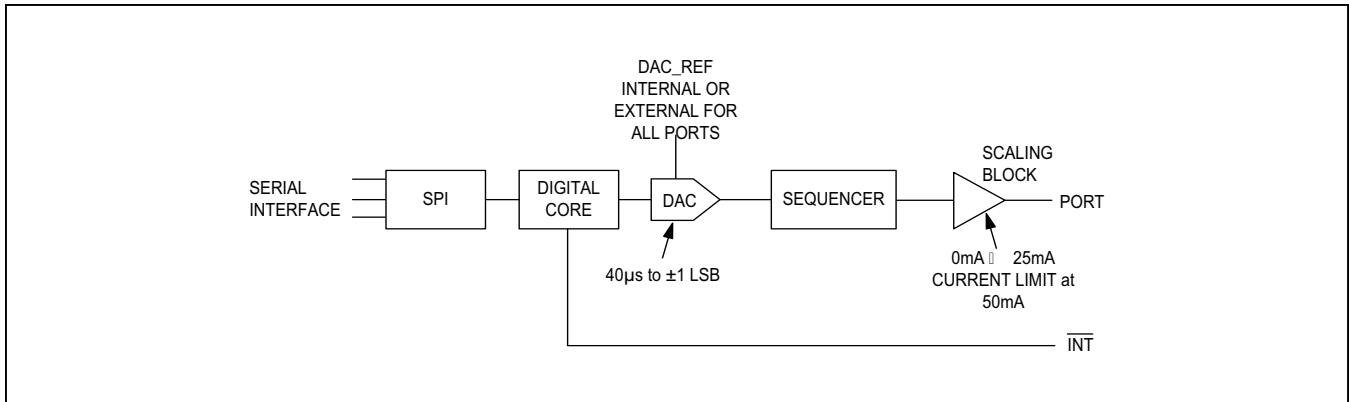 DAC_REF
INTERNAL OR
EXTERNAL FOR
ALL PORTS
SERIAL
INTERFACE
SPI
DIGITAL
CORE
DAC
SEQUENCER
SCALING
BLOCK
PORT
40µs to ±1 LSB
0mA 25mA
CURRENT LIMIT at
50mA
INT